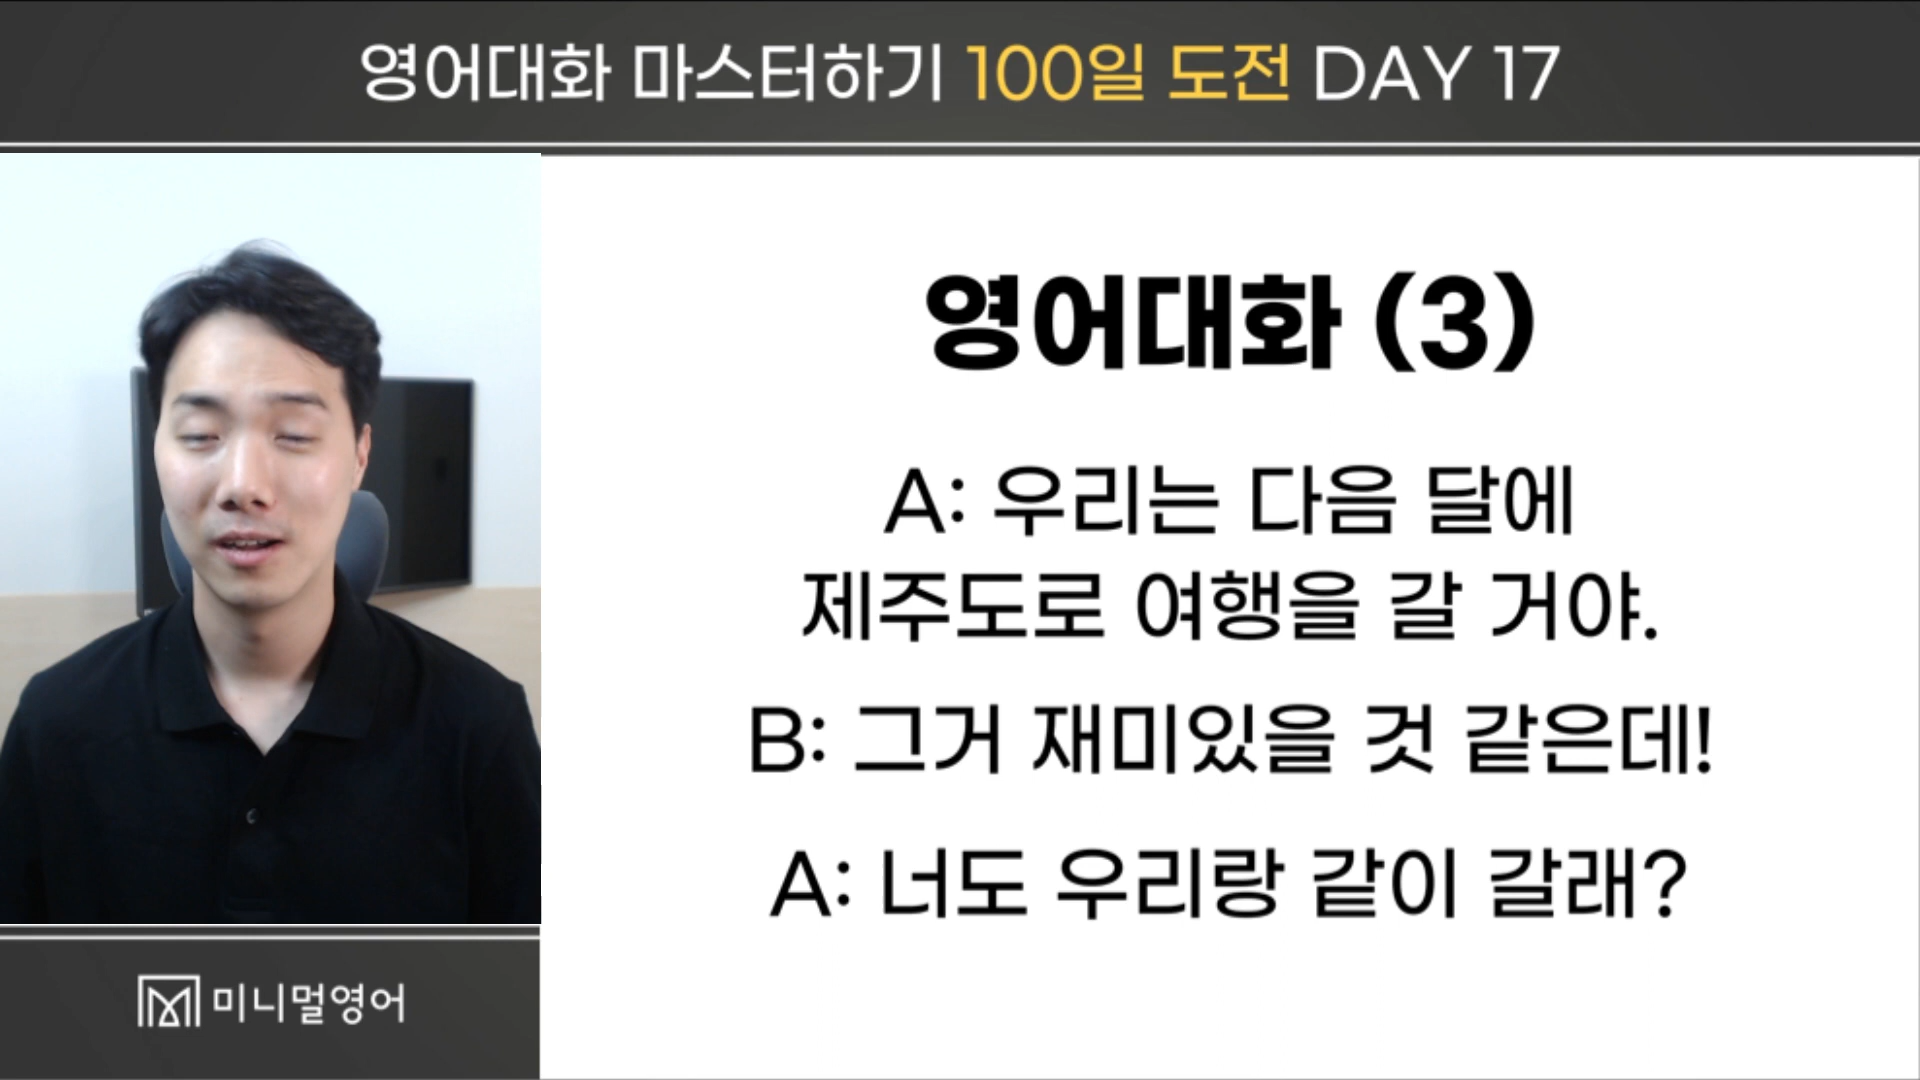 영어대화 마스터하기 100일 도전 DAY 17
영어대화 (3)
A: 우리는 다음 달에
제주도로 여행을 갈 거야.
B: 그거 재미있을 것 같은데!
A: 너도 우리랑 같이 갈래?
미니멀영어